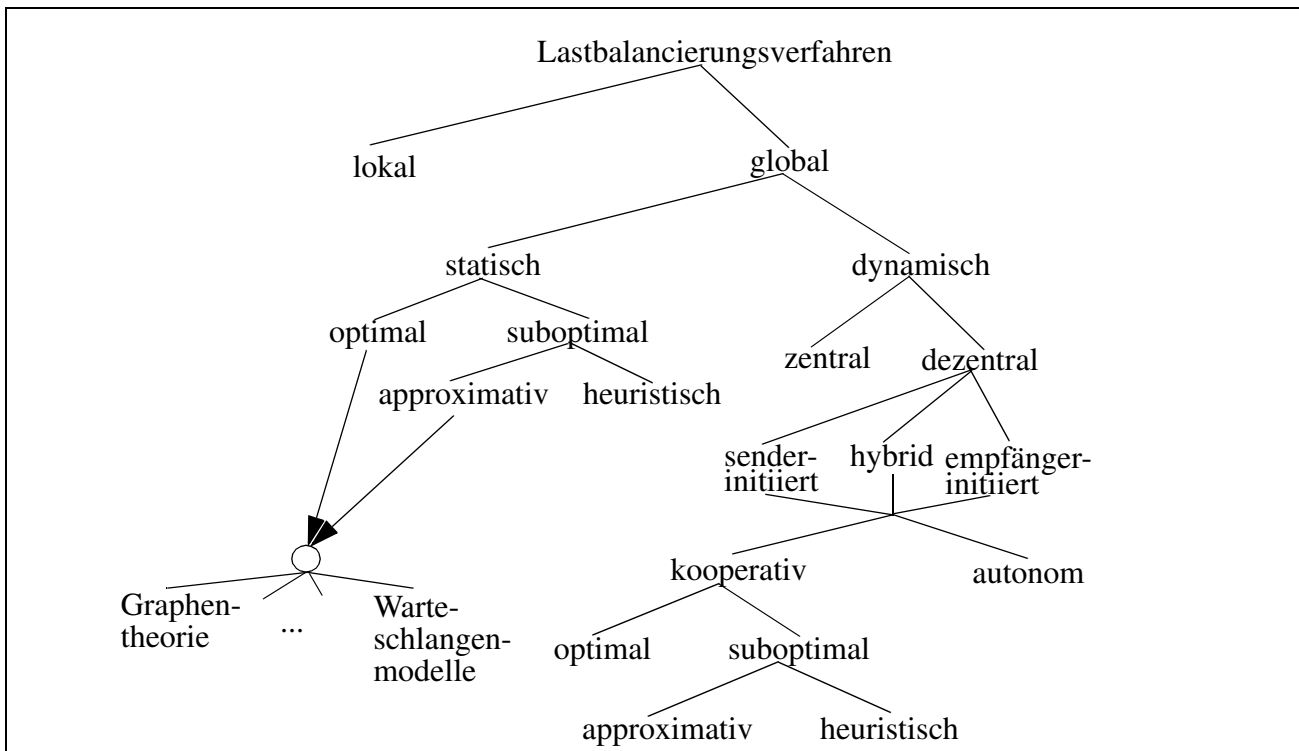 Lastbalancierungsverfahren
lokal
global
statisch
dynamisch
optimal
suboptimal
zentral
dezentral
approximativ
heuristisch
sender-
initiiert
hybrid
empfänger-
initiiert
kooperativ
autonom
Graphen-
theorie
...
Warte-
schlangen-
modelle
optimal
suboptimal
approximativ
heuristisch